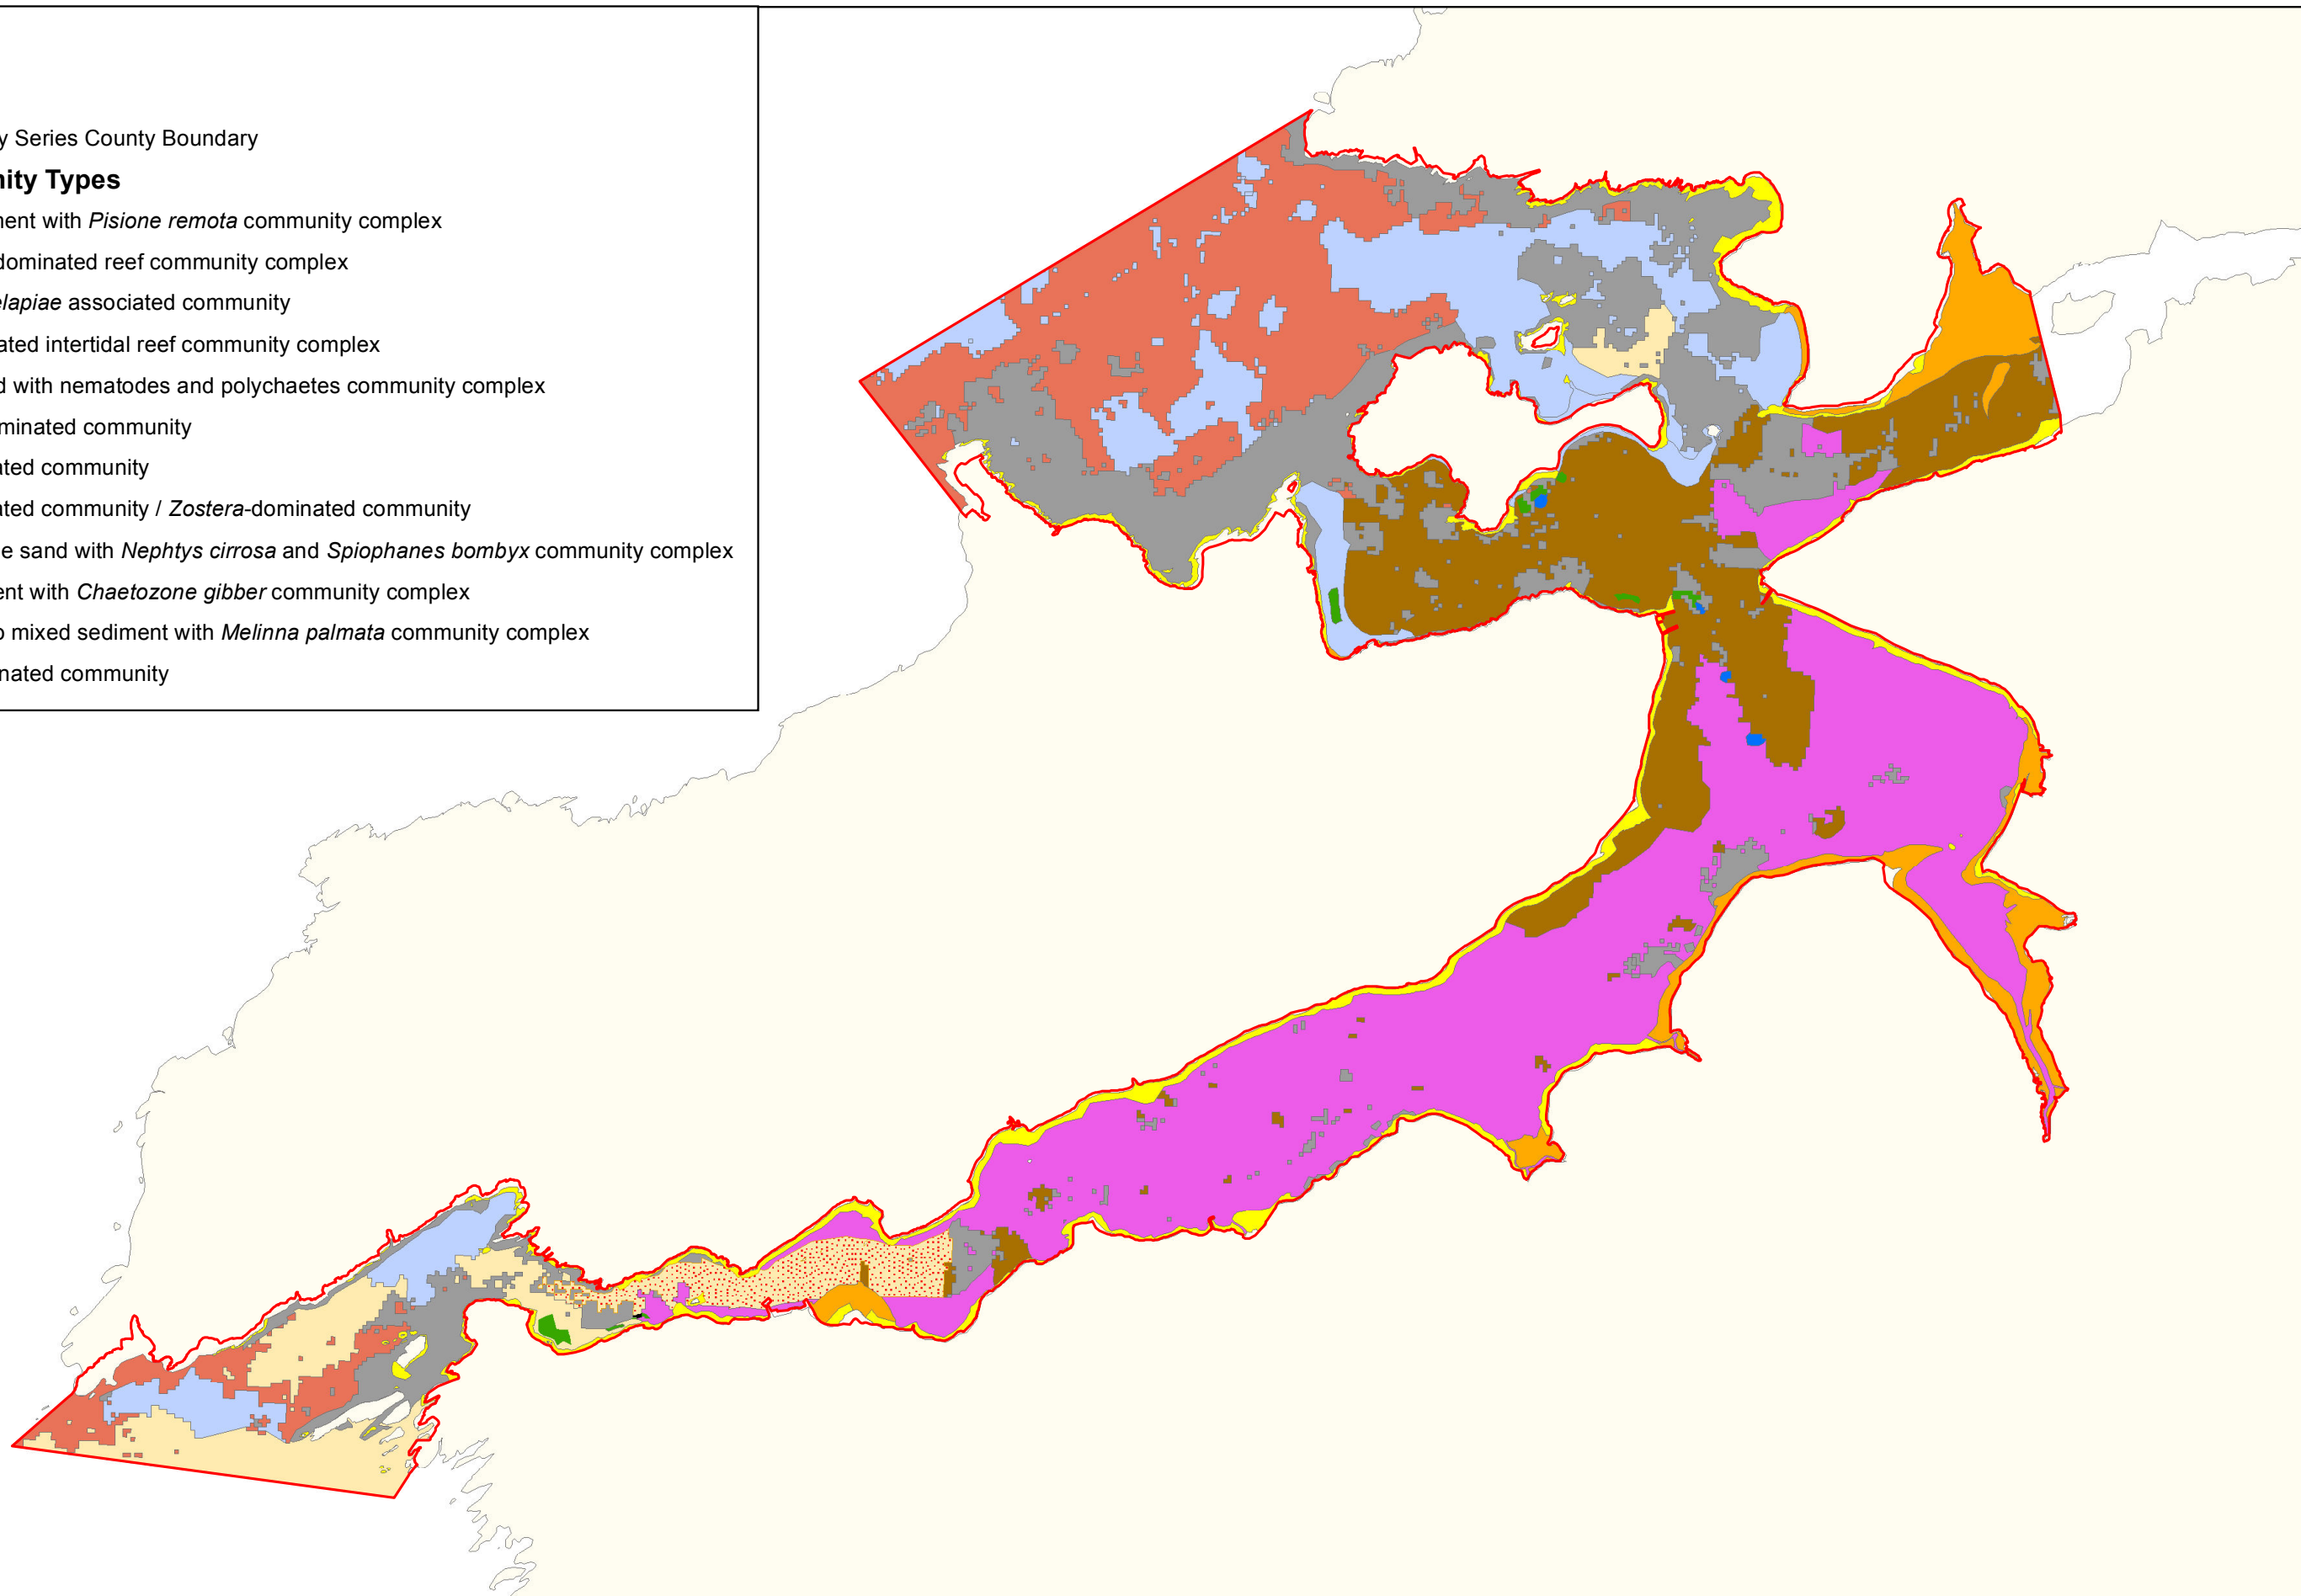 y Series County Boundary
nity Types
nent with Pisione remota community complex
dominated reef community complex
elapiae associated community
ated intertidal reef community complex
d with nematodes and polychaetes community complex
minated community
ated community
ated community / Zostera-dominated community
e sand with Nephtys cirrosa and Spiophanes bombyx community complex
ent with Chaetozone gibber community complex
o mixed sediment with Melinna palmata community complex
nated community